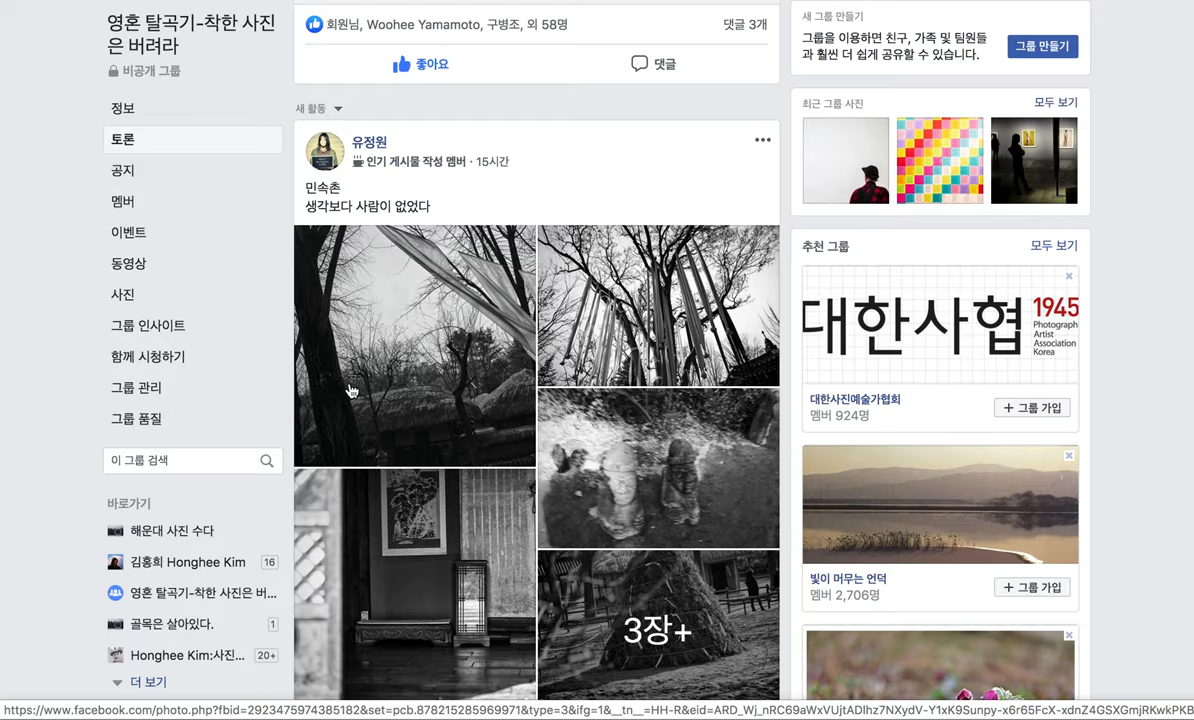 영혼 탈곡기-착한 사진
은 버려라
비공개 그룹
정보
토론
공지
멤버
이벤트
동영상
사진
그룹 인사이트
함께 시청하기
그룹 관리
그룹 품질
이 그룹 검색
바로가기
해운대 사진 수다
김홍희 Honghee Kim 16
영혼 탈곡기-착한 사진은 버...
골목은 살아있다. 1
Honghee Kim:사진... 20+
더 보기
회원님, Woohee Yamamoto, 구병조, 외 58명 댓글 3개
좋아요 댓글
새 활동
유정원
인기 게시물 작성 멤버 · 15시간
민속촌
생각보다 사람이 없었다
3장+
새 그룹 만들기
그룹을 이용하면 친구, 가족 및 팀원들
과 훨씬 더 쉽게 공유할 수 있습니다.
그룹 만들기
최근 그룹 사진 모두 보기
추천 그룹 모두 보기
대한사협 1945
Photograph
Artist
Association
Korea
대한사진예술가협회
멤버 924명
+ 그룹 가입
빛이 머무는 언덕
멤버 2,706명
+ 그룹 가입
https://www.facebook.com/photo.php?fbid=2923475974385182&set=pcb.878215285969971&type=3&ifg=1&__tn__=HH-R&eid=ARD_Wj_nRC69aWxVUjtADlhz7NXydV-Y1xK9Sunpy-x6r65FcX-xdnZ4GSXGmjRKwkPKB